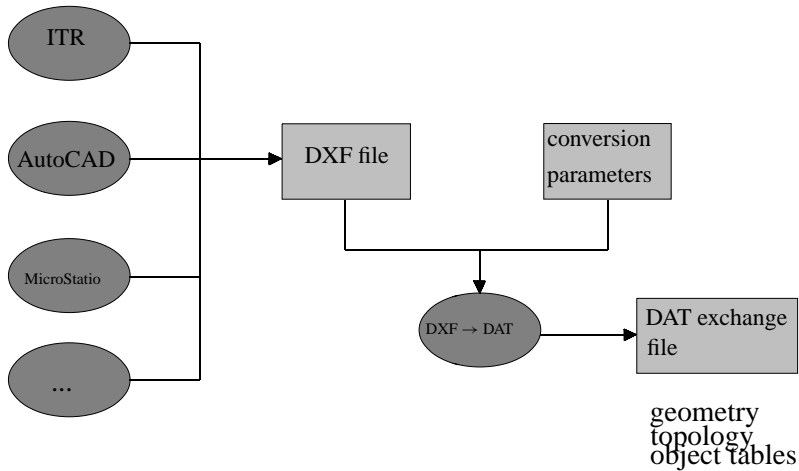 ITR
AutoCAD
DXF file
conversion
parameters
MicroStatio
DXF → DAT
DAT exchange
file
...
geometry
topology
object tables